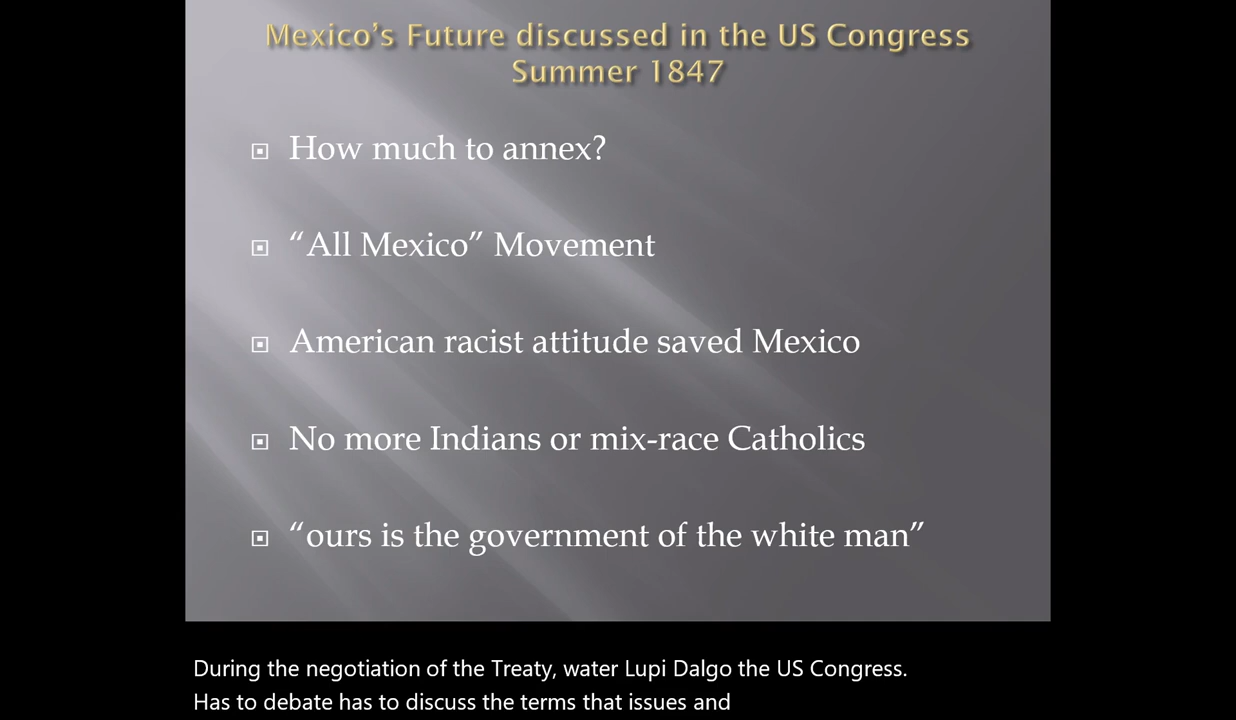 Mexico's Future discussed in the US Congress
Summer 1847
How much to annex?
“All Mexico” Movement
American racist attitude saved Mexico
No more Indians or mix-race Catholics
“ours is the government of the white man”
During the negotiation of the Treaty, water Lupi Dalgo the US Congress.
Has to debate has to discuss the terms that issues and